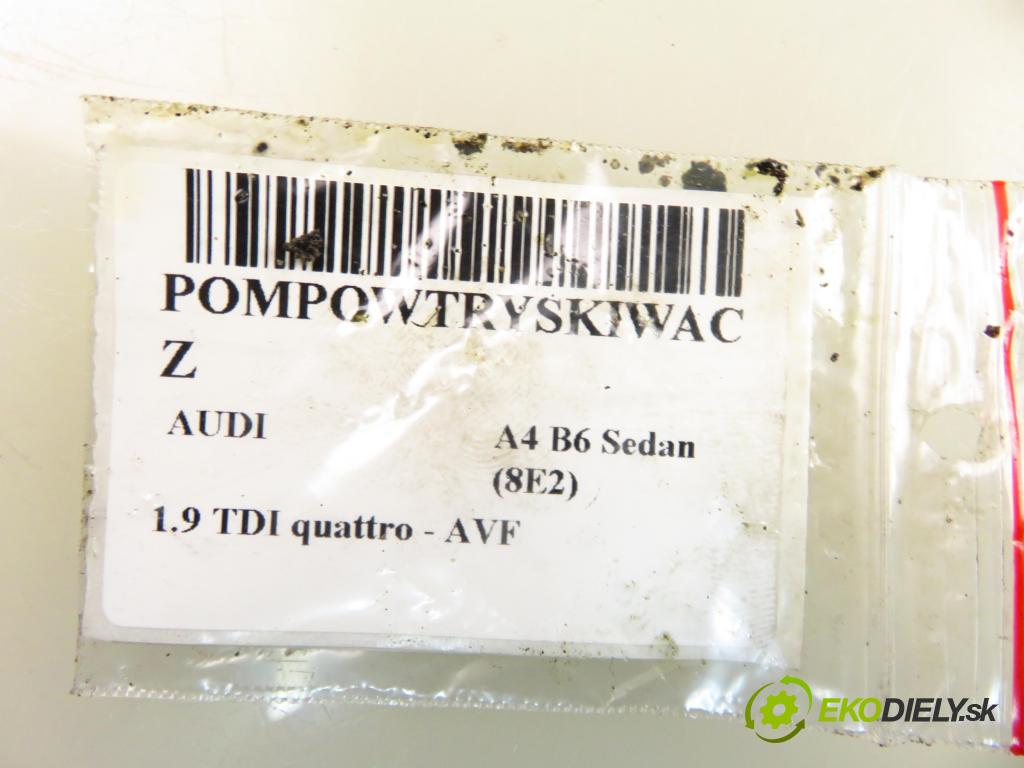 POMPOWTRYSKIWAC
Z
AUDI
A4 B6 Sedan
(8E2)
1.9 TDI quattro - AVF
EKODIELY.sk